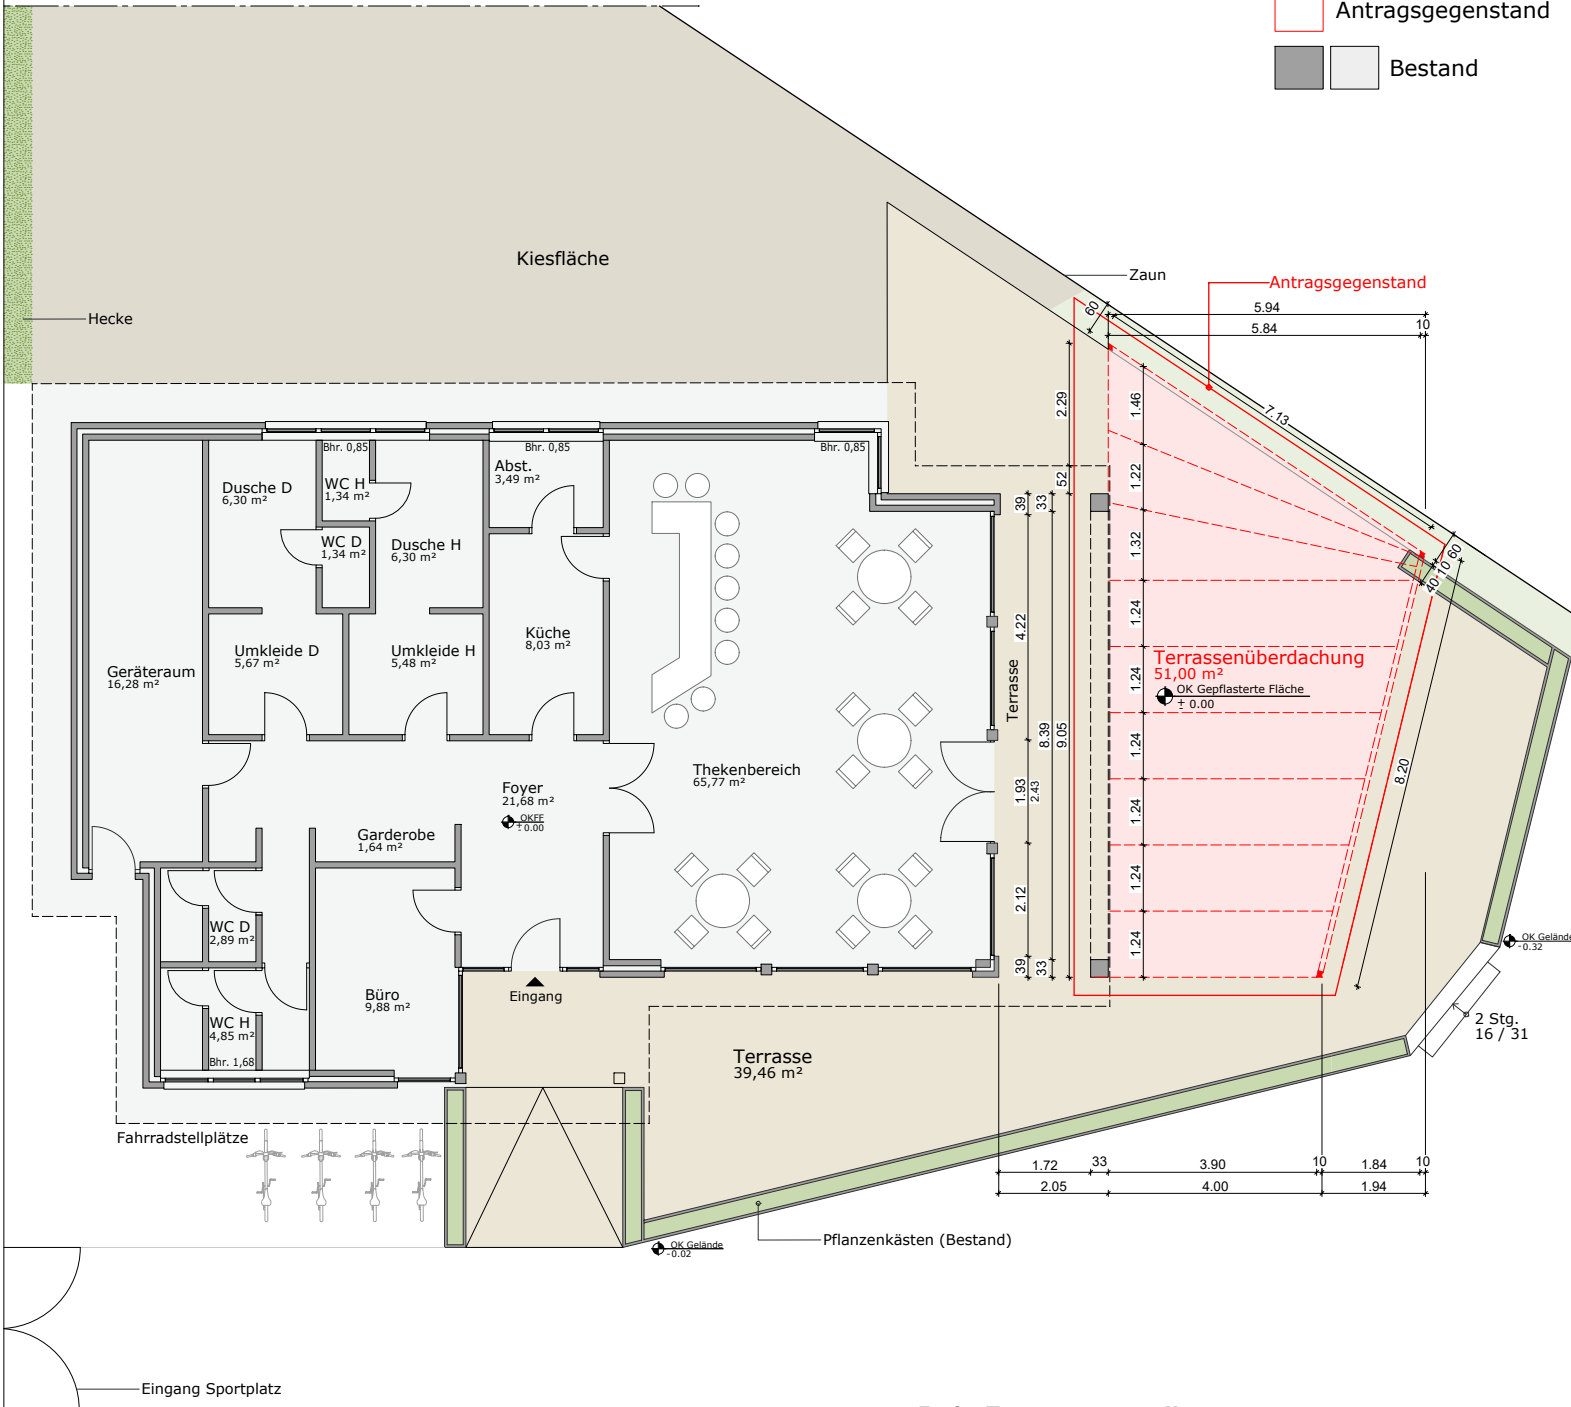 Antragsgegenstand
Bestand
Kiesfläche
Zaun
Antragsgegenstand
Hecke
60
5.94
5.84
10
7.13
2.29
1.46
Bhr. 0,85
Bhr. 0,85
Bhr. 0,85
Dusche D
6,30 m²
WC H
1,34 m²
Abst.
3,49 m²
WC D
1,34 m²
Dusche H
6,30 m²
52
1.22
39
33
1.32
60
10
40
Umkleide D
5,67 m²
Umkleide H
5,48 m²
Küche
8,03 m²
Geräteraum
16,28 m²
4.22
Terrasse
1.24
Terrassenüberdachung
51,00 m²
OK Gepflasterte Fläche
± 0.00
1.24
8.39
9.05
1.24
Thekenbereich
65,77 m²
Foyer
21,68 m²
OKFF
± 0.00
Garderobe
1,64 m²
1.93
2.43
1.24
8.20
2.12
1.24
1.24
WC D
2,89 m²
39
33
OK Gelände
-0.32
Büro
9,88 m²
Eingang
WC H
4,85 m²
Bhr. 1,68
2 Stg.
16 / 31
Terrasse
39,46 m²
Fahrradstellplätze
1.72
33
3.90
10
1.84
10
2.05
4.00
1.94
Pflanzenkästen (Bestand)
OK Gelände
-0.02
Eingang Sportplatz